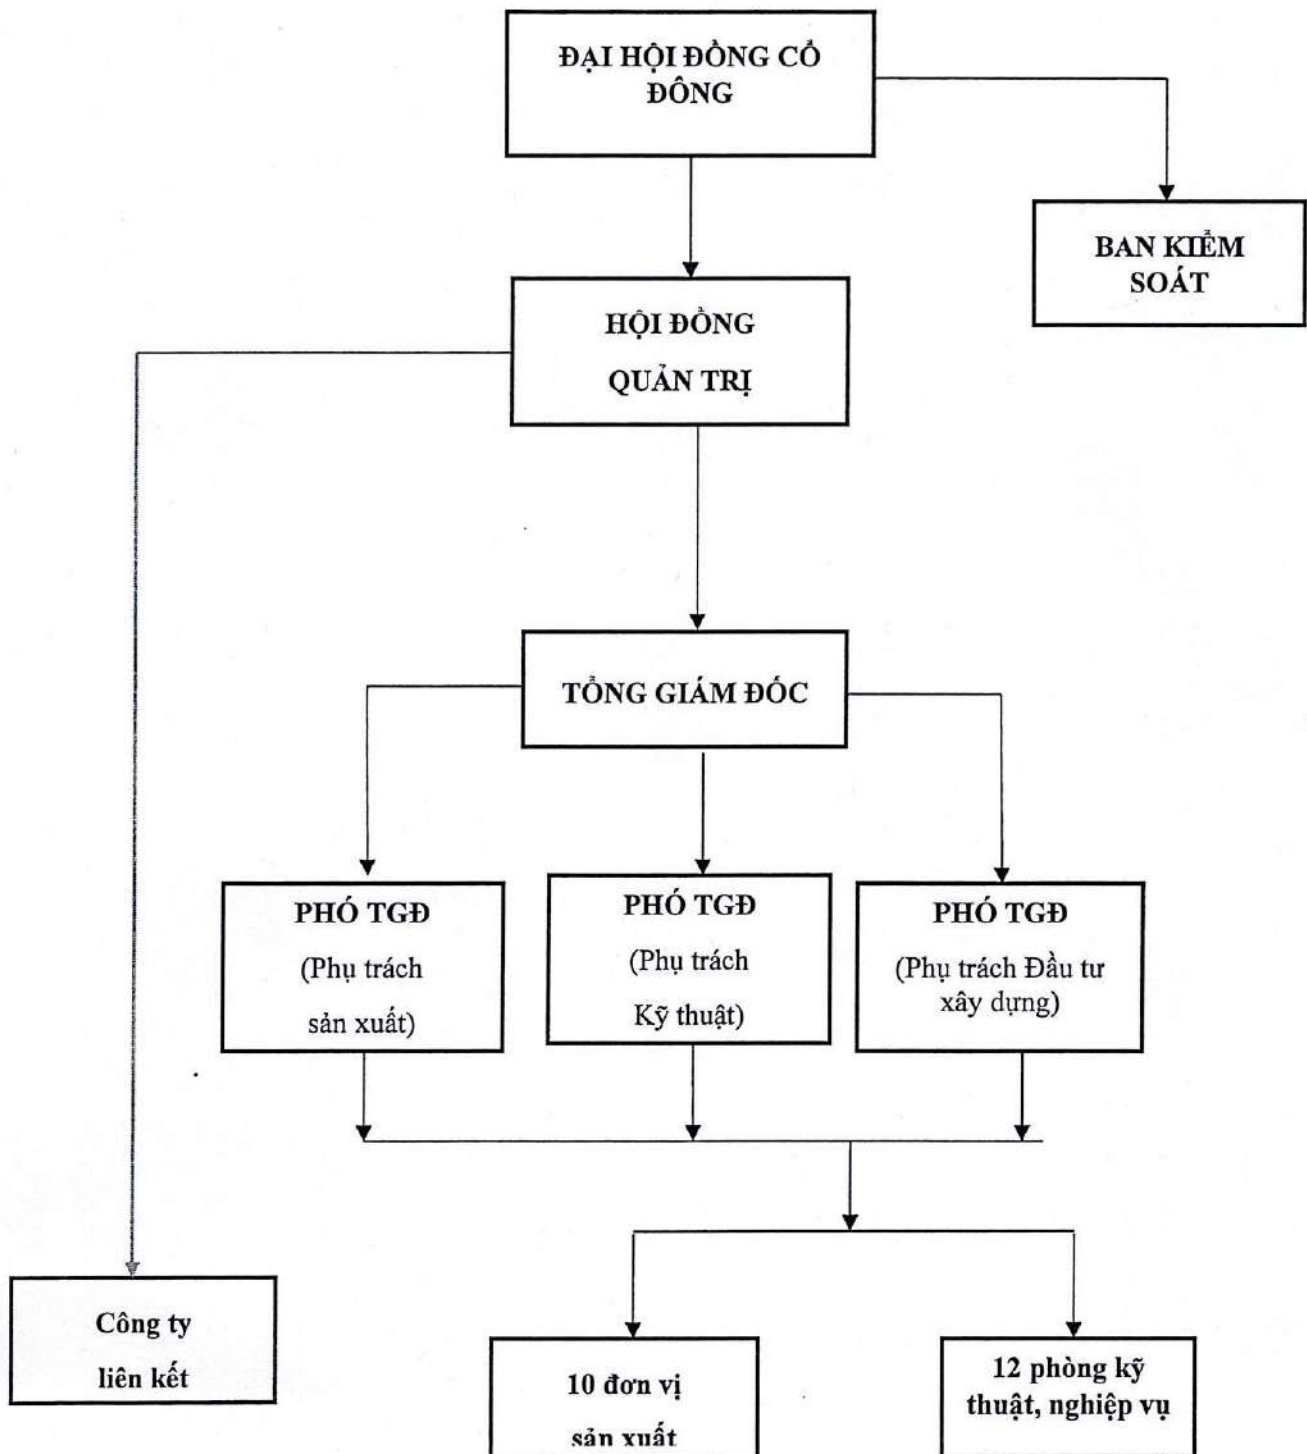 ĐẠI HỘI ĐỒNG CỔ
ĐÔNG
BAN KIỂM
SOÁT
HỘI ĐỒNG
QUẢN TRỊ
TỔNG GIÁM ĐỐC
PHÓ TGĐ
(Phụ trách
sản xuất)
PHÓ TGĐ
(Phụ trách
Kỹ thuật)
PHÓ TGĐ
(Phụ trách Đầu tư
xây dựng)
Công ty
liên kết
10 đơn vị
sản xuất
12 phòng kỹ
thuật, nghiệp vụ